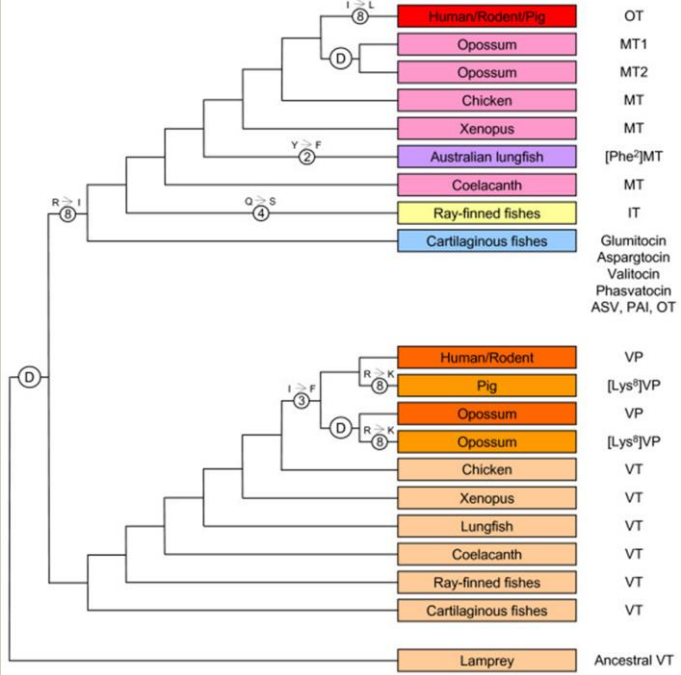 I > L
8
Human/Rodent/Pig OT
Opossum MT1
D
Opossum MT2
Chicken MT
Xenopus MT
Y > F
2
Australian lungfish [Phe²]MT
Coelacanth MT
R > I
8
Q > S
4
Ray-finned fishes IT
Cartilaginous fishes Glumitocin
Aspargtocin
Valitocin
Phasvatocin
ASV, PAI, OT
Human/Rodent VP
D
R > K
8
Pig [Lys⁸]VP
I > F
3
Opossum VP
D
R > K
8
Opossum [Lys⁸]VP
Chicken VT
Xenopus VT
Lungfish VT
Coelacanth VT
Ray-finned fishes VT
Cartilaginous fishes VT
Lamprey Ancestral VT